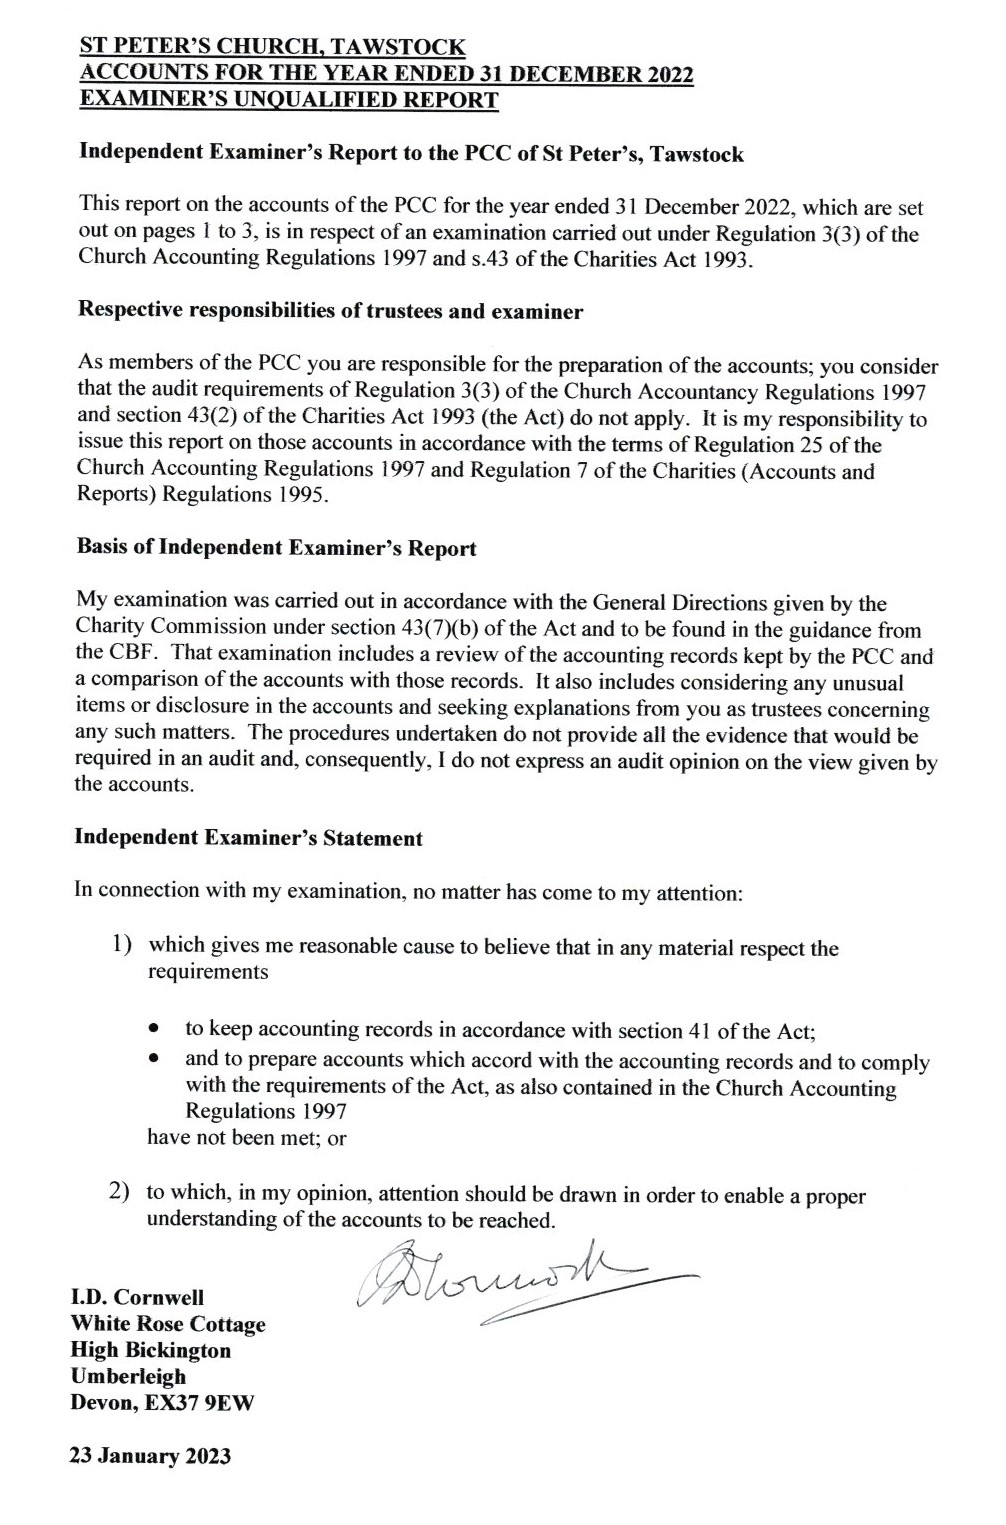 ST PETER'S CHURCH, TAWSTOCK
ACCOUNTS FOR THE YEAR ENDED 31 DECEMBER 2022
EXAMINER'S UNQUALIFIED REPORT
Independent Examiner's Report to the PCC of St Peter's, Tawstock
This report on the accounts of the PCC for the year ended 31 December 2022, which are set
out on pages 1 to 3, is in respect of an examination carried out under Regulation 3(3) of the
Church Accounting Regulations 1997 and s.43 of the Charities Act 1993.
Respective responsibilities of trustees and examiner
As members of the PCC you are responsible for the preparation of the accounts; you consider
that the audit requirements of Regulation 3(3) of the Church Accountancy Regulations 1997
and section 43(2) of the Charities Act 1993 (the Act) do not apply. It is my responsibility to
issue this report on those accounts in accordance with the terms of Regulation 25 of the
Church Accounting Regulations 1997 and Regulation 7 of the Charities (Accounts and
Reports) Regulations 1995.
Basis of Independent Examiner's Report
My examination was carried out in accordance with the General Directions given by the
Charity Commission under section 43(7)(b) of the Act and to be found in the guidance from
the CBF. That examination includes a review of the accounting records kept by the PCC and
a comparison of the accounts with those records. It also includes considering any unusual
items or disclosure in the accounts and seeking explanations from you as trustees concerning
any such matters. The procedures undertaken do not provide all the evidence that would be
required in an audit and, consequently, I do not express an audit opinion on the view given by
the accounts.
Independent Examiner's Statement
In connection with my examination, no matter has come to my attention:
1) which gives me reasonable cause to believe that in any material respect the
requirements
• to keep accounting records in accordance with section 41 of the Act;
• and to prepare accounts which accord with the accounting records and to comply
with the requirements of the Act, as also contained in the Church Accounting
Regulations 1997
have not been met; or
2) to which, in my opinion, attention should be drawn in order to enable a proper
understanding of the accounts to be reached.
I.D. Cornwell
White Rose Cottage
High Bickington
Umberleigh
Devon, EX37 9EW
23 January 2023